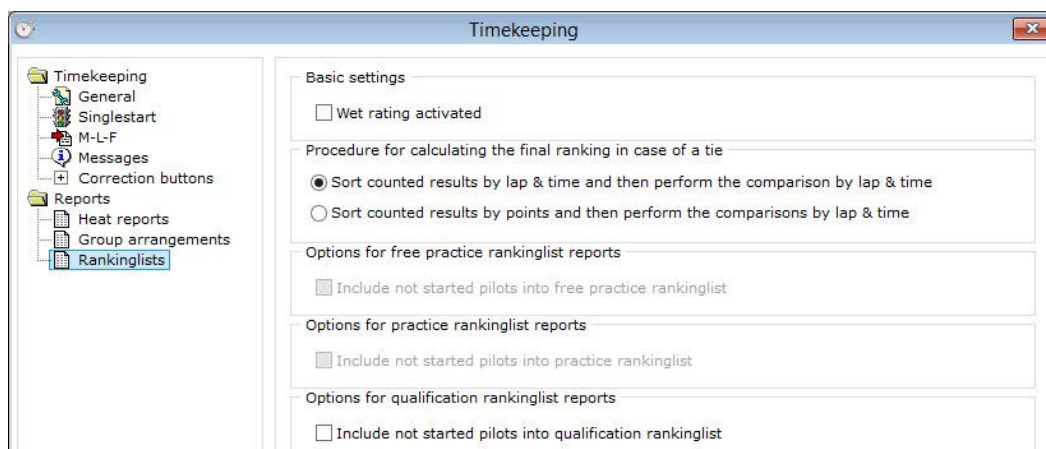 Timekeeping
Timekeeping
General
Singlestart
M-L-F
Messages
Correction buttons
Reports
Heat reports
Group arrangements
Rankinglists
Basic settings
Wet rating activated
Procedure for calculating the final ranking in case of a tie
Sort counted results by lap & time and then perform the comparison by lap & time
Sort counted results by points and then perform the comparisons by lap & time
Options for free practice rankinglist reports
Include not started pilots into free practice rankinglist
Options for practice rankinglist reports
Include not started pilots into practice rankinglist
Options for qualification rankinglist reports
Include not started pilots into qualification rankinglist